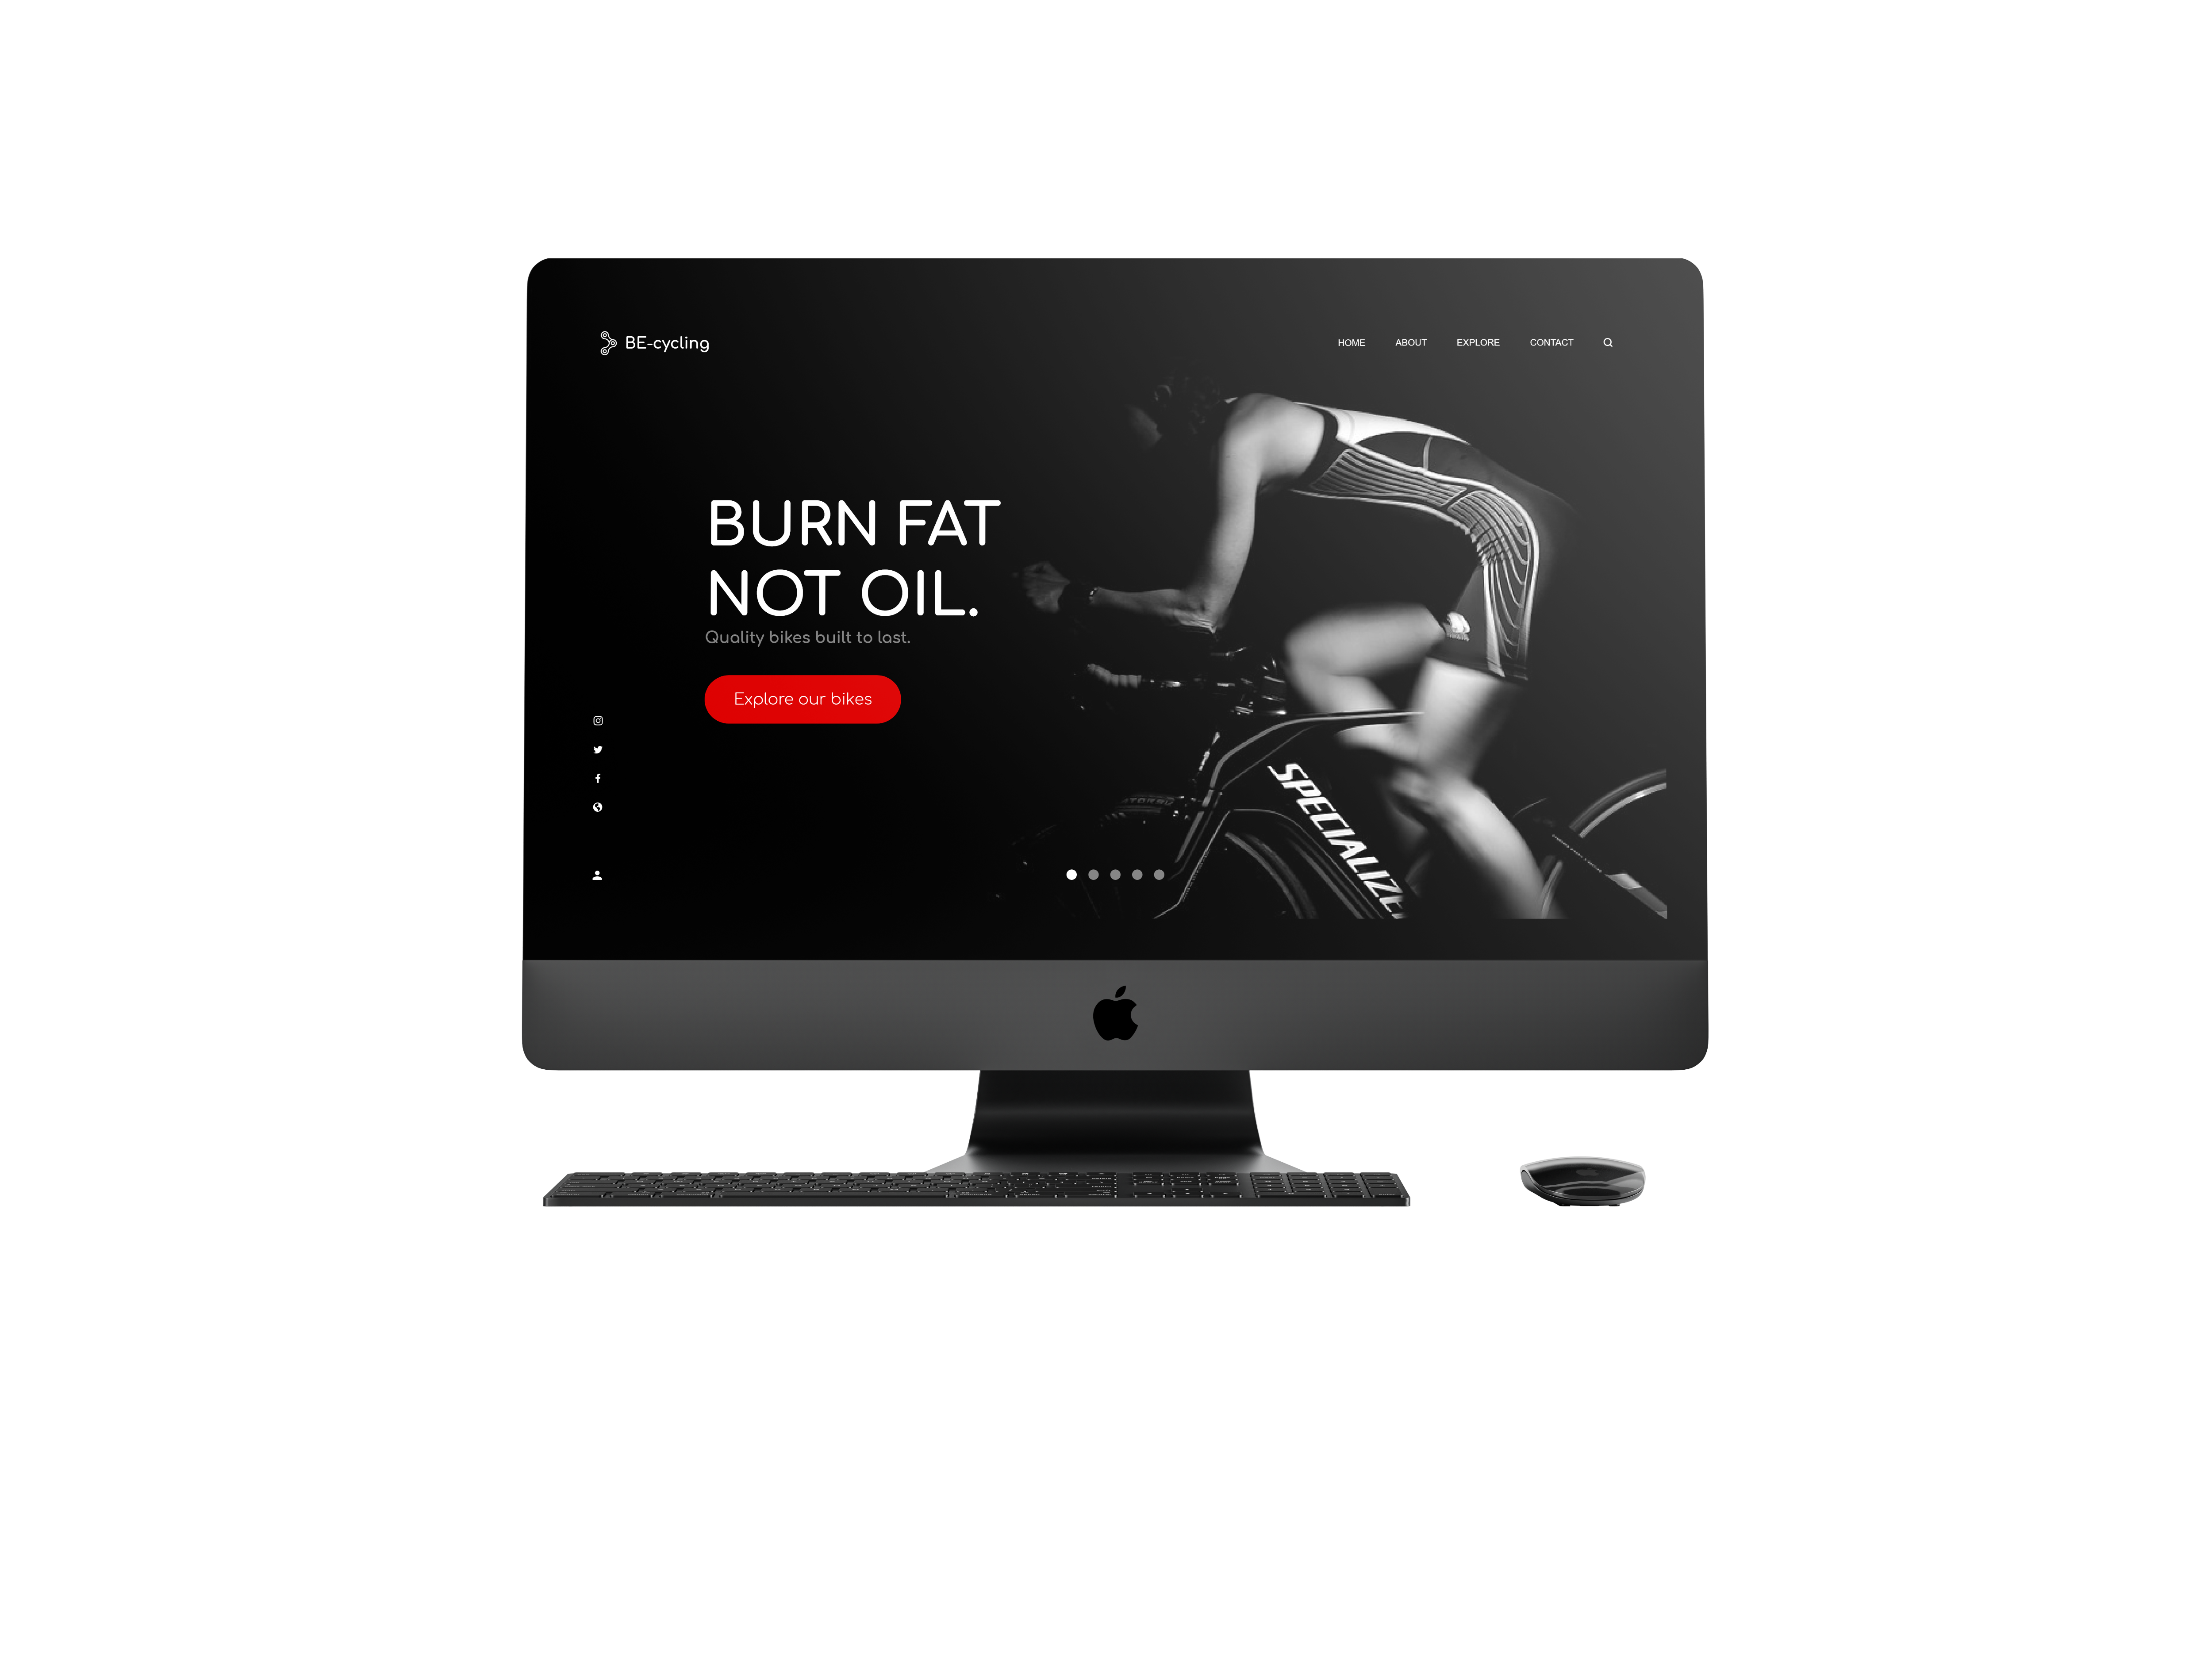 BE-cycling
HOME ABOUT EXPLORE CONTACT
BURN FAT
NOT OIL.
Quality bikes built to last.
Explore our bikes
SPECIALIZE